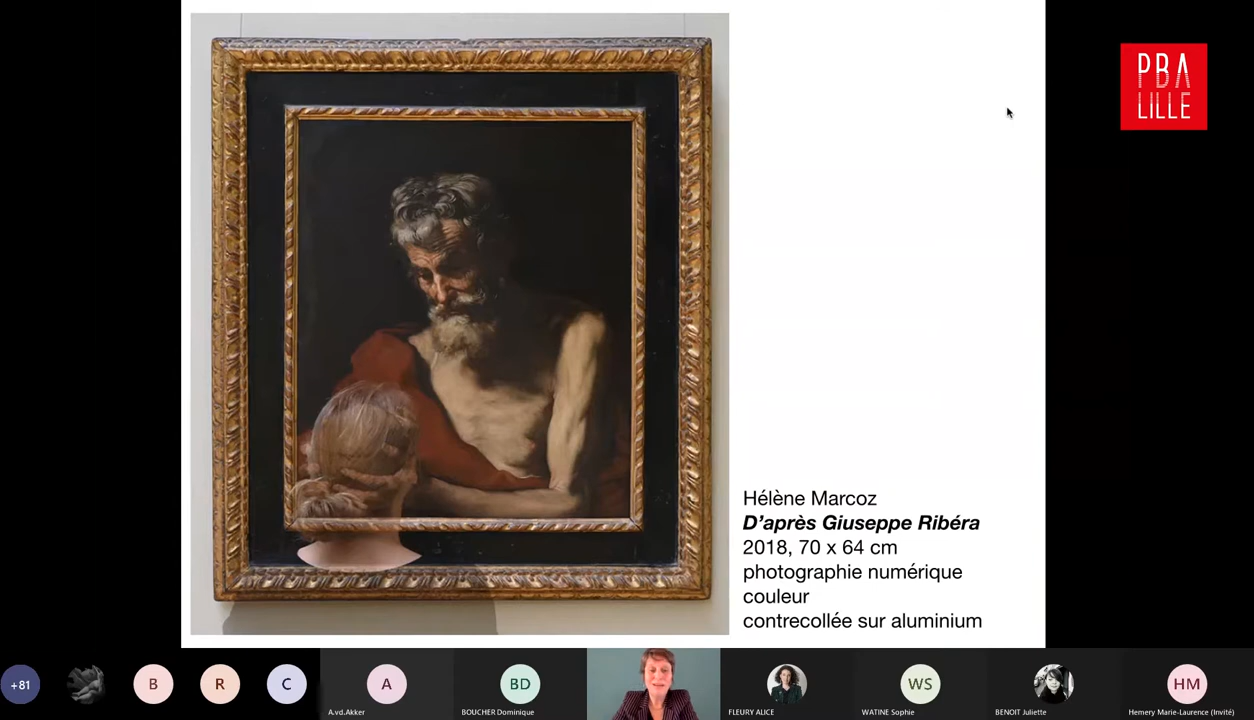 PBA
LILLE
Hélène Marcoz
D’après Giuseppe Ribéra
2018, 70 x 64 cm
photographie numérique
couleur
contrecollée sur aluminium
+81
B
R
C
A
A.vd.Akker
BD
BOUCHER Dominique
FLEURY ALICE
WS
WATINE Sophie
BENOIT Juliette
HM
Hemery Marie-Laurence (Invité)